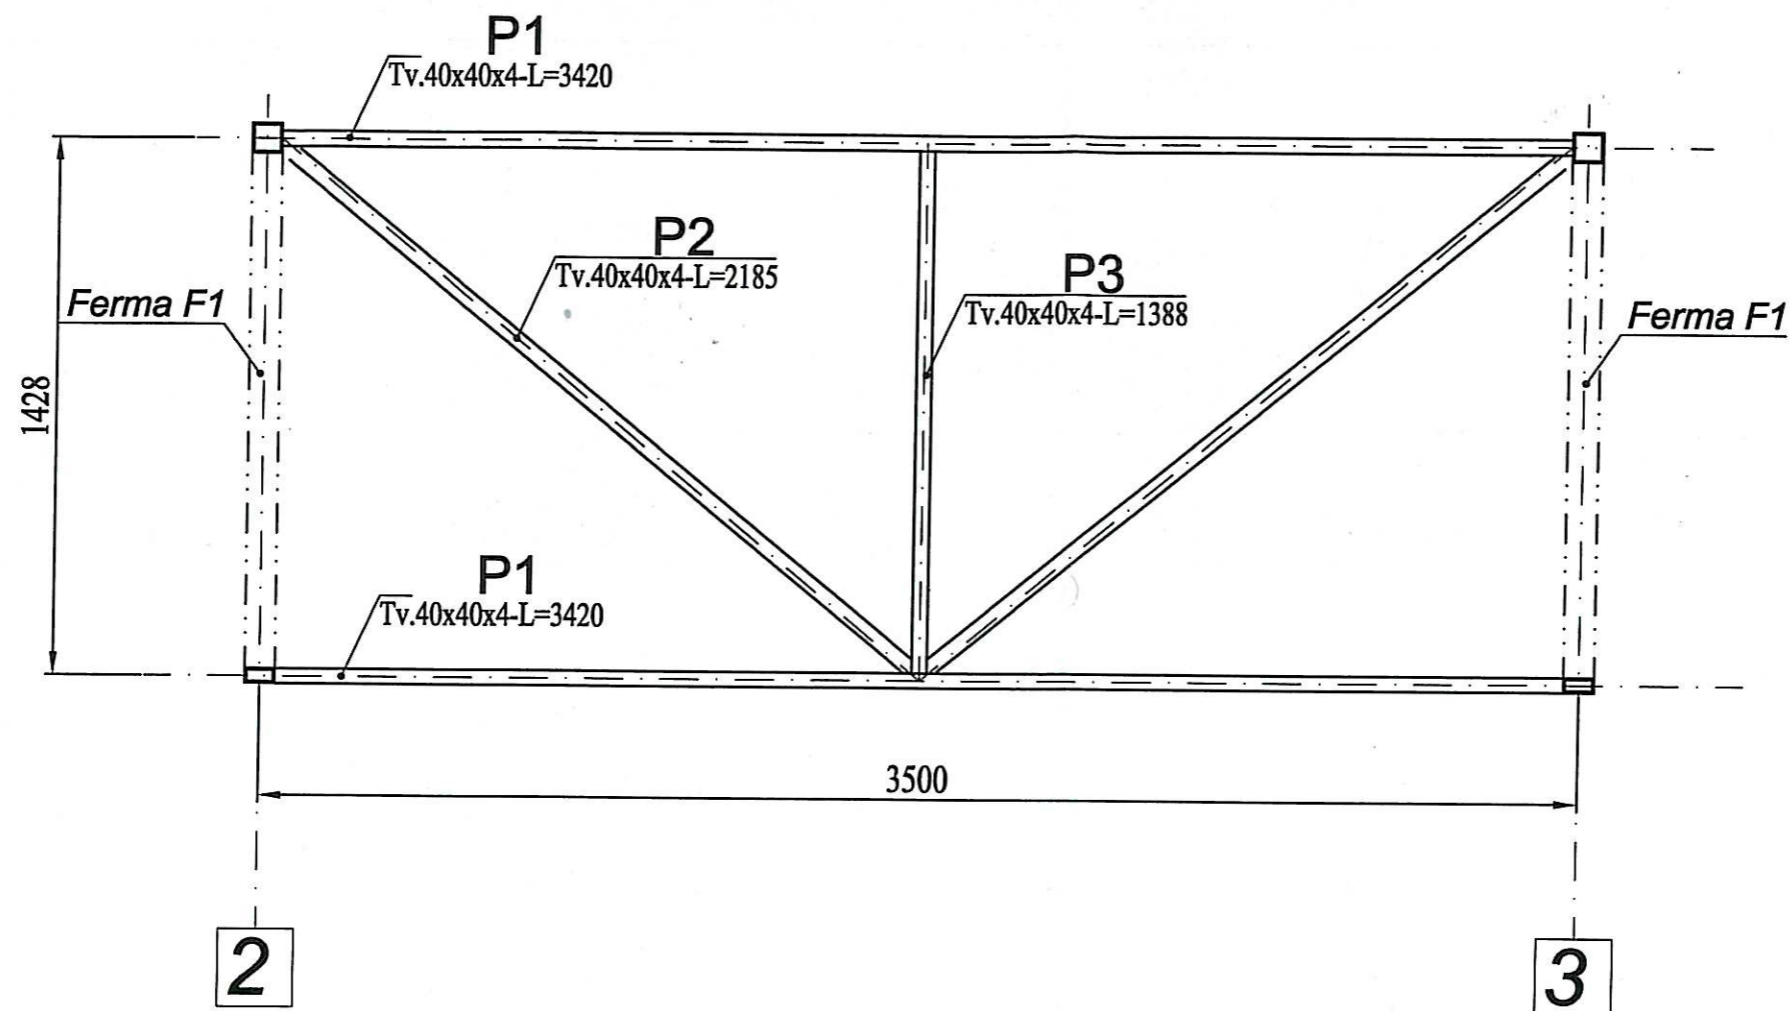 P1
Tv.40x40x4-L=3420
P2
Tv.40x40x4-L=2185
P3
Tv.40x40x4-L=1388
Ferma F1
Ferma F1
1428
P1
Tv.40x40x4-L=3420
3500
2
3